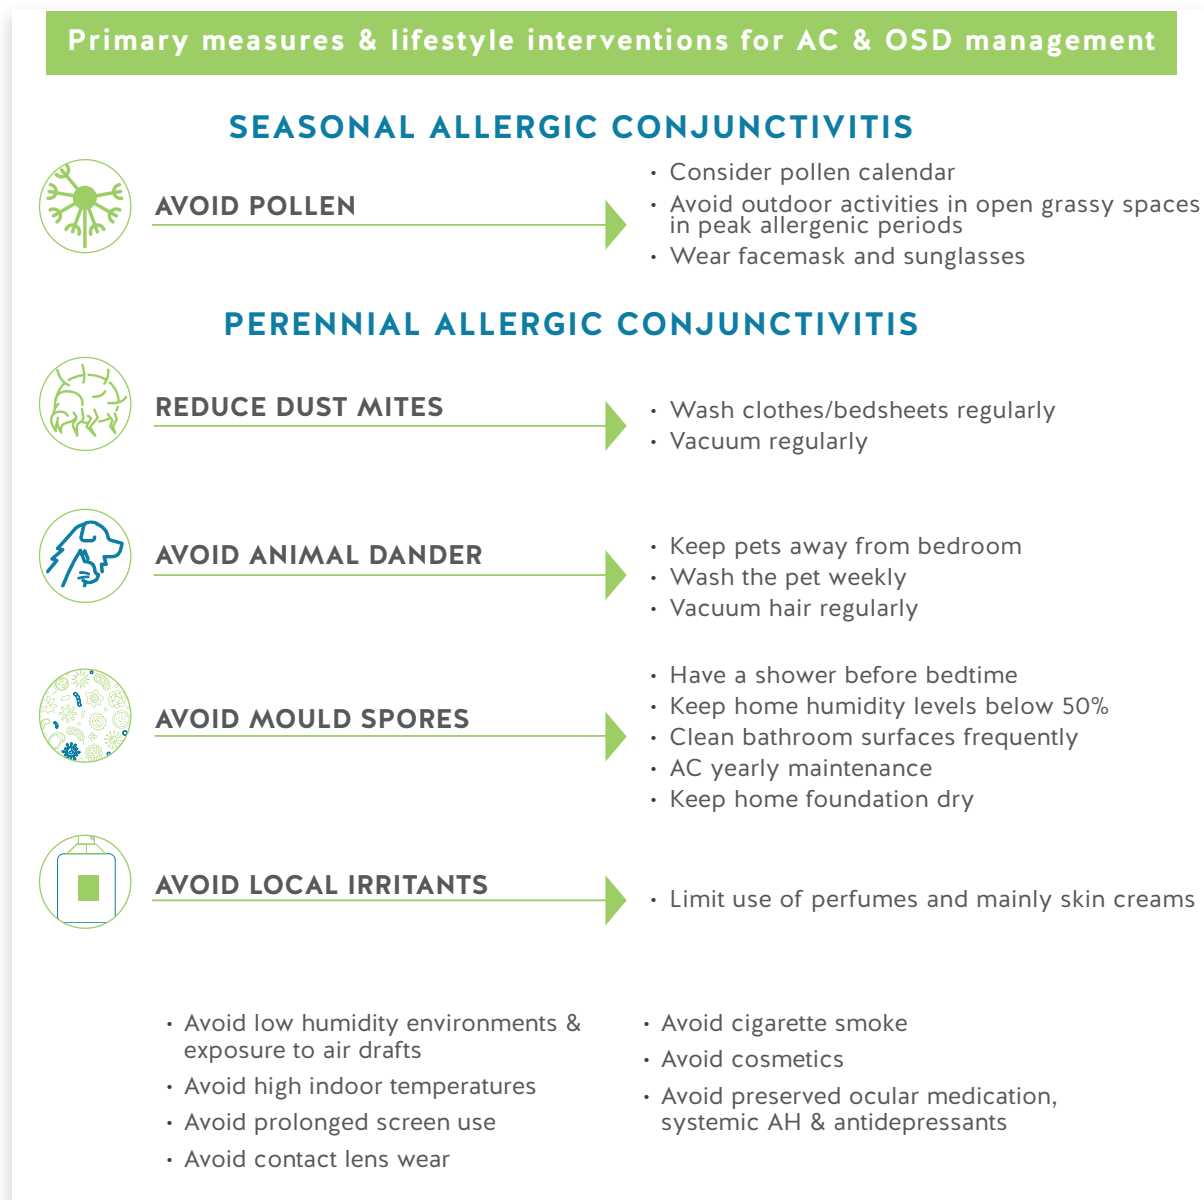 Primary measures & lifestyle interventions for AC & OSD management
SEASONAL ALLERGIC CONJUNCTIVITIS
AVOID POLLEN
• Consider pollen calendar
• Avoid outdoor activities in open grassy spaces
in peak allergenic periods
• Wear facemask and sunglasses
PERENNIAL ALLERGIC CONJUNCTIVITIS
REDUCE DUST MITES
• Wash clothes/bedsheets regularly
• Vacuum regularly
AVOID ANIMAL DANDER
• Keep pets away from bedroom
• Wash the pet weekly
• Vacuum hair regularly
AVOID MOULD SPORES
• Have a shower before bedtime
• Keep home humidity levels below 50%
• Clean bathroom surfaces frequently
• AC yearly maintenance
• Keep home foundation dry
AVOID LOCAL IRRITANTS
• Limit use of perfumes and mainly skin creams
• Avoid low humidity environments &
exposure to air drafts
• Avoid high indoor temperatures
• Avoid prolonged screen use
• Avoid contact lens wear
• Avoid cigarette smoke
• Avoid cosmetics
• Avoid preserved ocular medication,
systemic AH & antidepressants